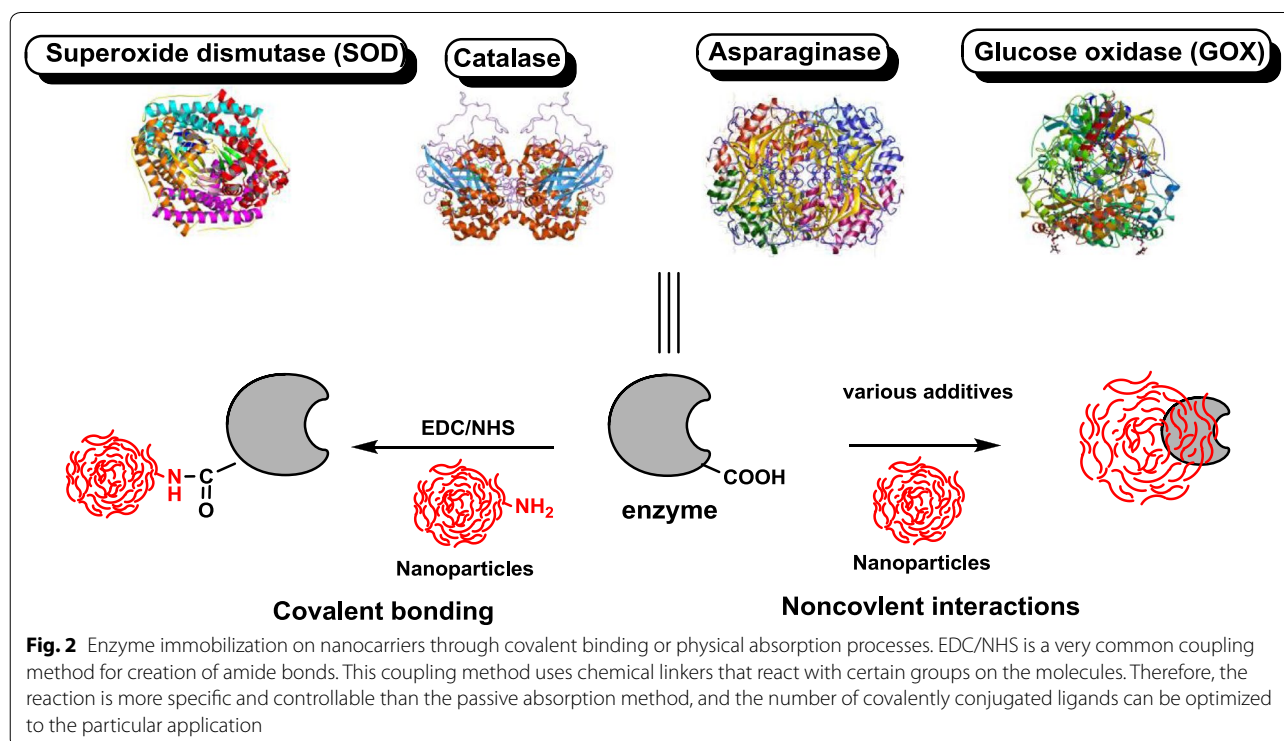 Superoxide dismutase (SOD)
Catalase
Asparaginase
Glucose oxidase (GOX)
EDC/NHS
various additives
N
H
C
O
COOH
NH2
enzyme
Nanoparticles
Nanoparticles
Covalent bonding
Noncovlent interactions
Fig. 2 Enzyme immobilization on nanocarriers through covalent binding or physical absorption processes. EDC/NHS is a very common coupling
method for creation of amide bonds. This coupling method uses chemical linkers that react with certain groups on the molecules. Therefore, the
reaction is more specific and controllable than the passive absorption method, and the number of covalently conjugated ligands can be optimized
to the particular application